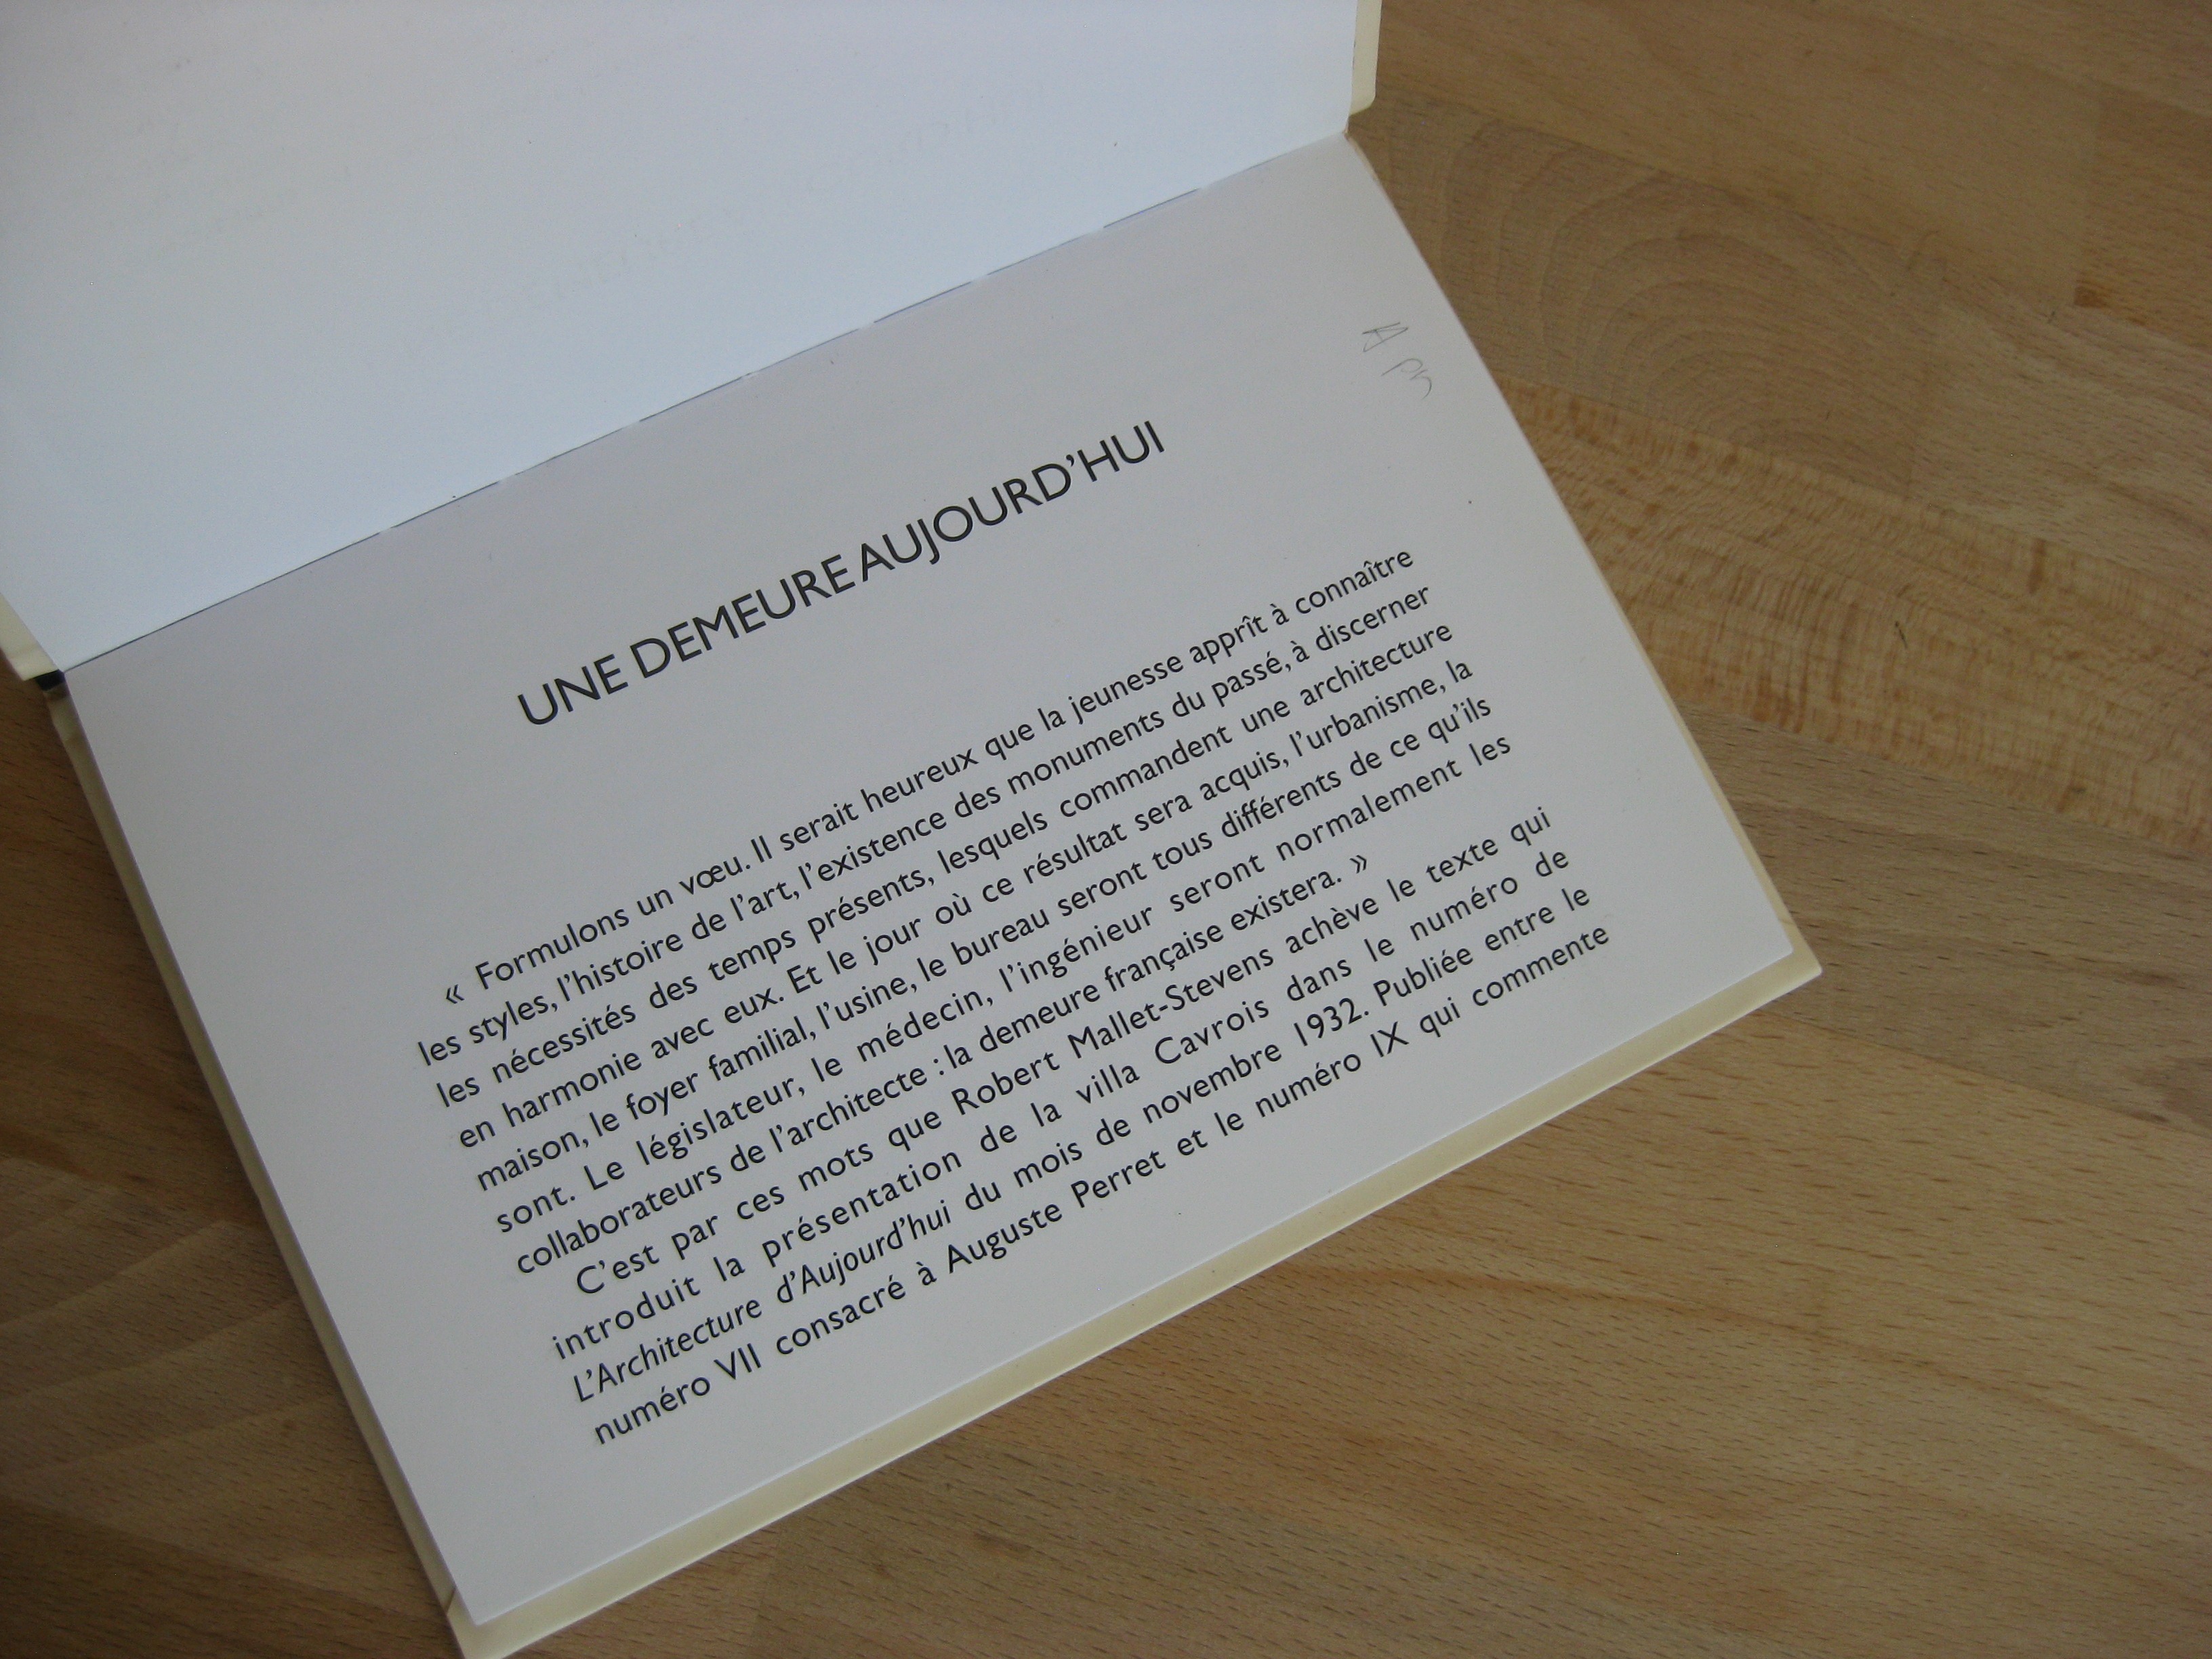 UNE DEMEURE AUJOURD'HUI
« Formulons un vœu. Il serait heureux que la jeunesse apprît à connaître
les styles, l'histoire de l'art, l'existence des monuments du passé, à discerner
les nécessités des temps présents, lesquels commandent une architecture
en harmonie avec eux. Et le jour où ce résultat sera acquis, l'urbanisme, la
maison, le foyer familial, l'usine, le bureau seront tous différents de ce qu'ils
sont. Le législateur, le médecin, l'ingénieur seront normalement les
collaborateurs de l'architecte : la demeure française existera. »
C'est par ces mots que Robert Mallet-Stevens achève le texte qui
introduit la présentation de la villa Cavrois dans le numéro de
L'Architecture d'Aujourd'hui du mois de novembre 1932. Publiée entre le
numéro VII consacré à Auguste Perret et le numéro IX qui commente